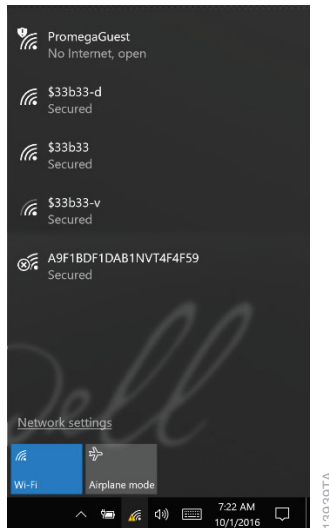 PromegaGuest
No Internet, open
$33b33-d
Secured
$33b33
Secured
$33b33-v
Secured
A9F1BDF1DAB1NVT4F4F59
Secured
Dell
Network settings
Wi-Fi
Airplane mode
7:22 AM
10/1/2016
13939TA